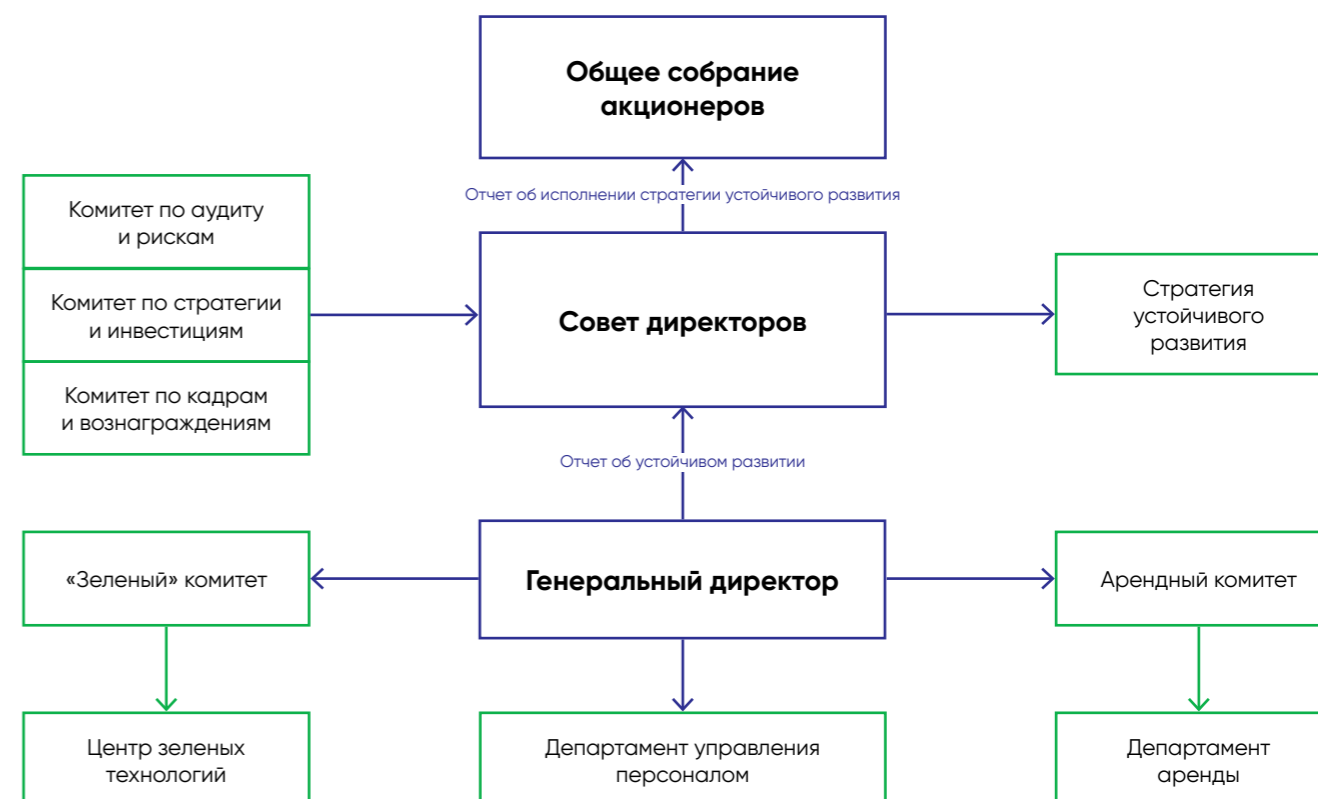 Общее собрание
акционеров
Отчет об исполнении стратегии устойчивого развития
Комитет по аудиту
и рискам
Комитет по стратегии
и инвестициям
Комитет по кадрам
и вознаграждениям
Совет директоров
Стратегия
устойчивого
развития
Отчет об устойчивом развитии
«Зеленый» комитет
Генеральный директор
Арендный комитет
Центр зеленых
технологий
Департамент управления
персоналом
Департамент
аренды